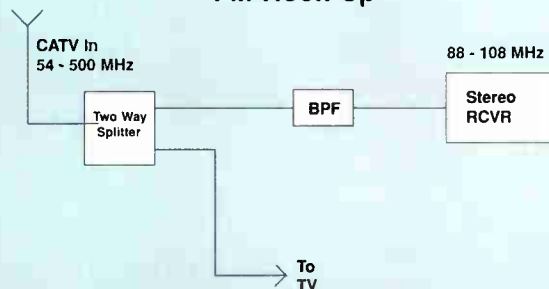 CATV In
54 - 500 MHz
88 - 108 MHz
Two Way
Splitter
BPF
Stereo
RCVR
To
TV